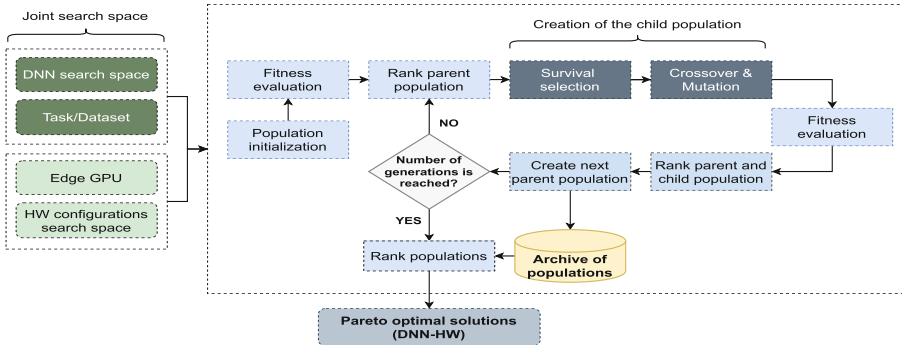 Joint search space
DNN search space
Task/Dataset
Edge GPU
HW configurations
search space
Creation of the child population
Fitness
evaluation
Rank parent
population
Survival
selection
Crossover &
Mutation
Population
initialization
NO
Fitness
evaluation
Number of
generations is
reached?
Create next
parent population
Rank parent and
child population
YES
Rank populations
Archive of
populations
Pareto optimal solutions
(DNN-HW)